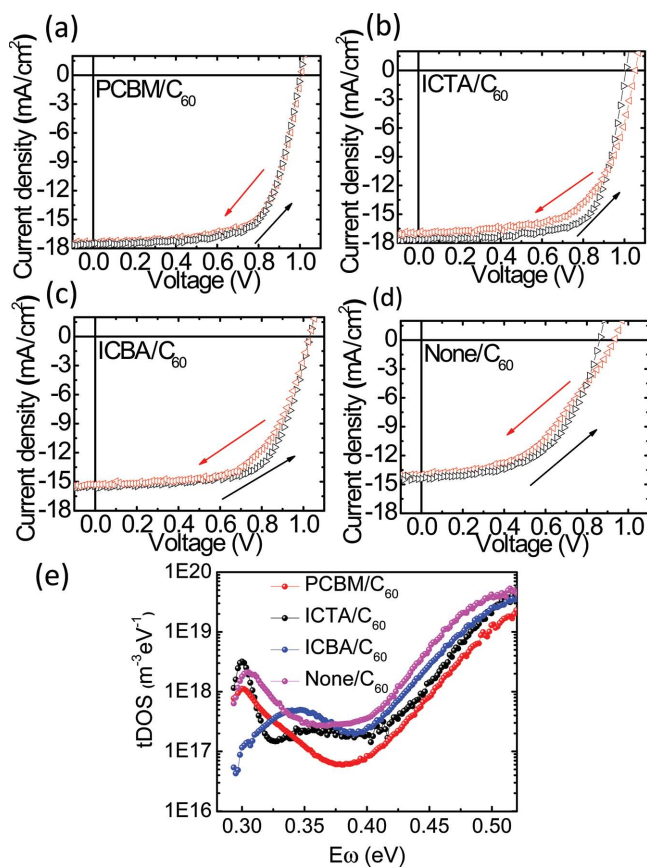 (a)
0
-3
-6
-9
-12
-15
-18
Current density (mA/cm²)
PCBM/C₆₀
0.0 0.2 0.4 0.6 0.8 1.0
Voltage (V)
(b)
0
-3
-6
-9
-12
-15
-18
Current density (mA/cm²)
ICTA/C₆₀
0.0 0.2 0.4 0.6 0.8 1.0
Voltage (V)
(c)
0
-3
-6
-9
-12
-15
-18
Current density (mA/cm²)
ICBA/C₆₀
0.0 0.2 0.4 0.6 0.8 1.0
Voltage (V)
(d)
0
-3
-6
-9
-12
-15
-18
Current density (mA/cm²)
None/C₆₀
0.0 0.2 0.4 0.6 0.8 1.0
Voltage (V)
(e)
1E20
1E19
1E18
1E17
1E16
tDOS (m⁻³eV⁻¹)
PCBM/C₆₀
ICTA/C₆₀
ICBA/C₆₀
None/C₆₀
0.30 0.35 0.40 0.45 0.50
Eω (eV)